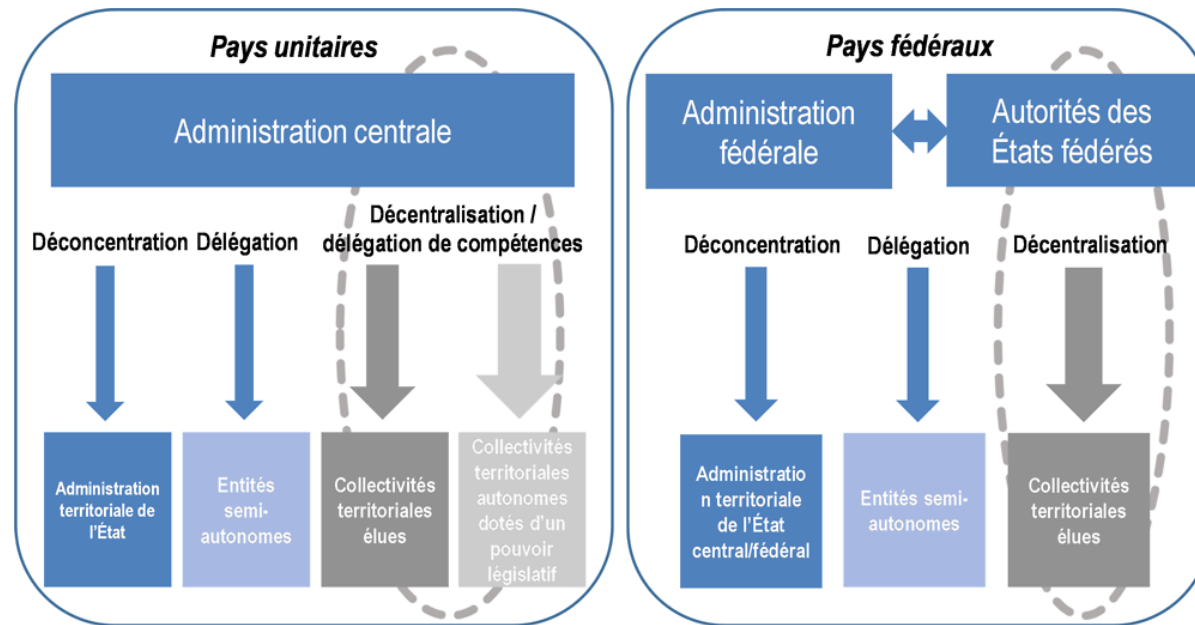 Pays unitaires
Administration centrale
Déconcentration
Délégation
Décentralisation /
délégation de compétences
Administration
territoriale de
l'État
Entités
semi-
autonomes
Collectivités
territoriales
élues
Collectivités
territoriales
autonomes
dotés d'un
pouvoir
législatif
Pays fédéraux
Administration
fédérale
Autorités des
États fédérés
Déconcentration
Délégation
Décentralisation
Administratio
n territoriale
de l'État
central/fédéral
Entités semi-
autonomes
Collectivités
territoriales
élues